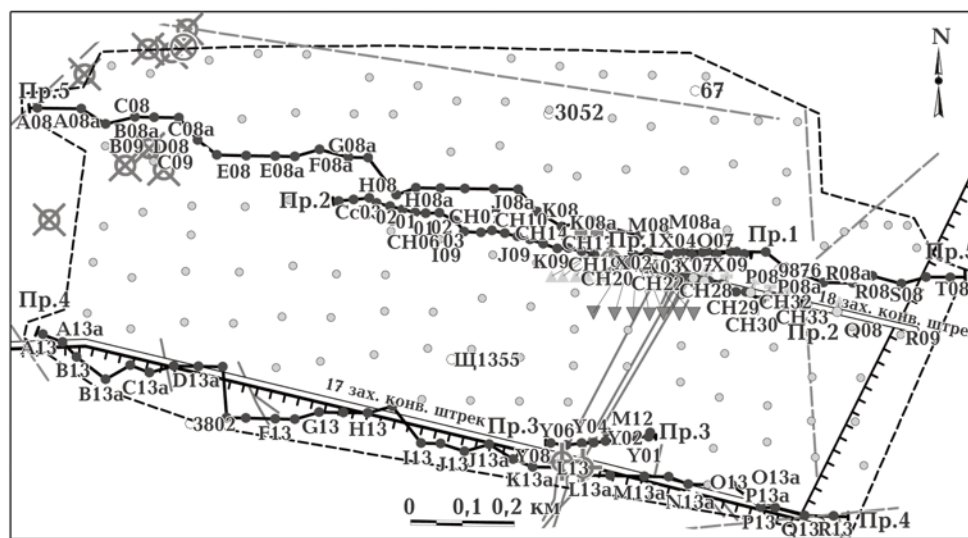 N
67
3052
Пр.5
A08
A08a
C08
B08a
B09
D08
C09
C08a
E08
E08a
F08a
G08a
H08
H08a
J08a
K08
K08a
M08
M08a
Пр.2
Cc03
02
01
01
02
03
CH06
I09
CH07
CH10
J09
CH14
K09
CH19
CH20
Пр.1
X02
X03
X04
X07
O07
X09
Пр.1
CH22
CH28
CH29
CH30
CH32
CH33
P08
9876
P08a
R08a
R08
S08
Пр.5
T08
Пр.2
Q08
R09
18 зах. конв. штрек
Пр.4
A13
A13a
B13
B13a
C13a
D13a
3802
F13
G13
H13
I13
J13
J13a
17 зах. конв. штрек
Щ1355
Пр.3
Y08
Y06
Y04
Y02
Y01
M12
Пр.3
K13a
L13
L13a
M13a
N13a
O13
O13a
P13a
P13
Q13
R13
Пр.4
0 0,1 0,2 км